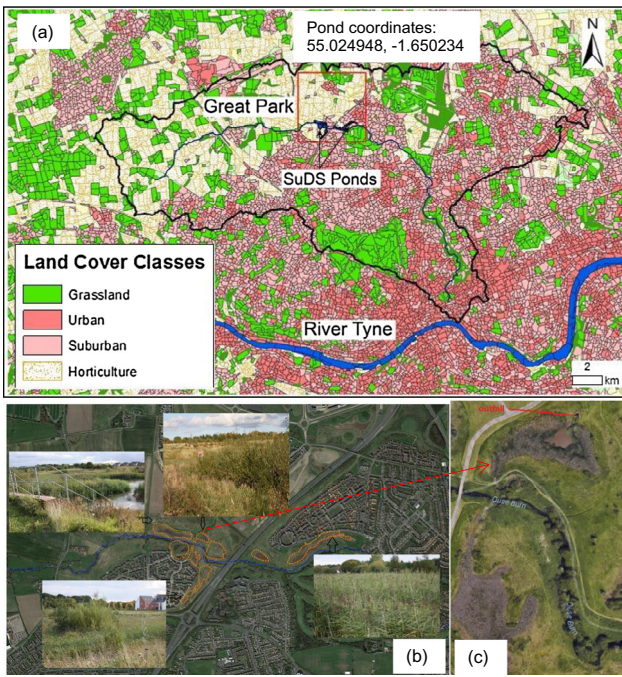 (a)
Pond coordinates:
55.024948, -1.650234
N
Great Park
SuDS Ponds
Land Cover Classes
Grassland
Urban
Suburban
Horticulture
River Tyne
2
km
outfall
Ouse Burn
Ouse Burn
(b)
(c)